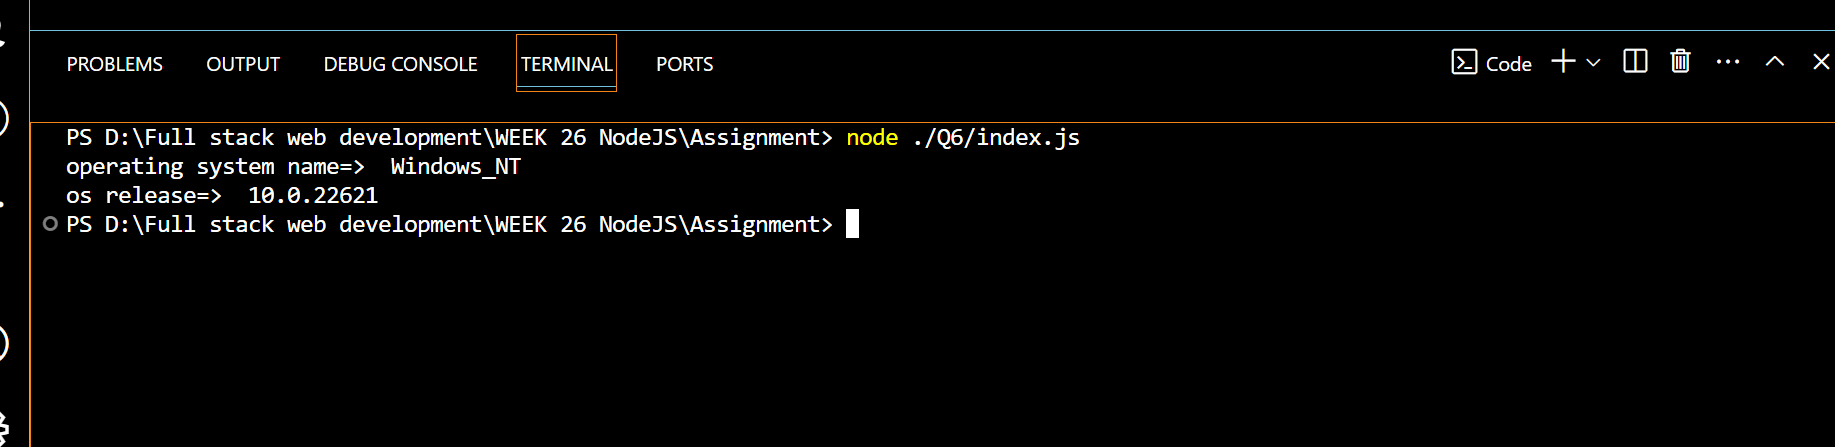 PROBLEMS OUTPUT DEBUG CONSOLE TERMINAL PORTS Code
PS D:\Full stack web development\WEEK 26 NodeJS\Assignment> node ./Q6/index.js
operating system name=>  Windows_NT
os release=>  10.0.22621
PS D:\Full stack web development\WEEK 26 NodeJS\Assignment>